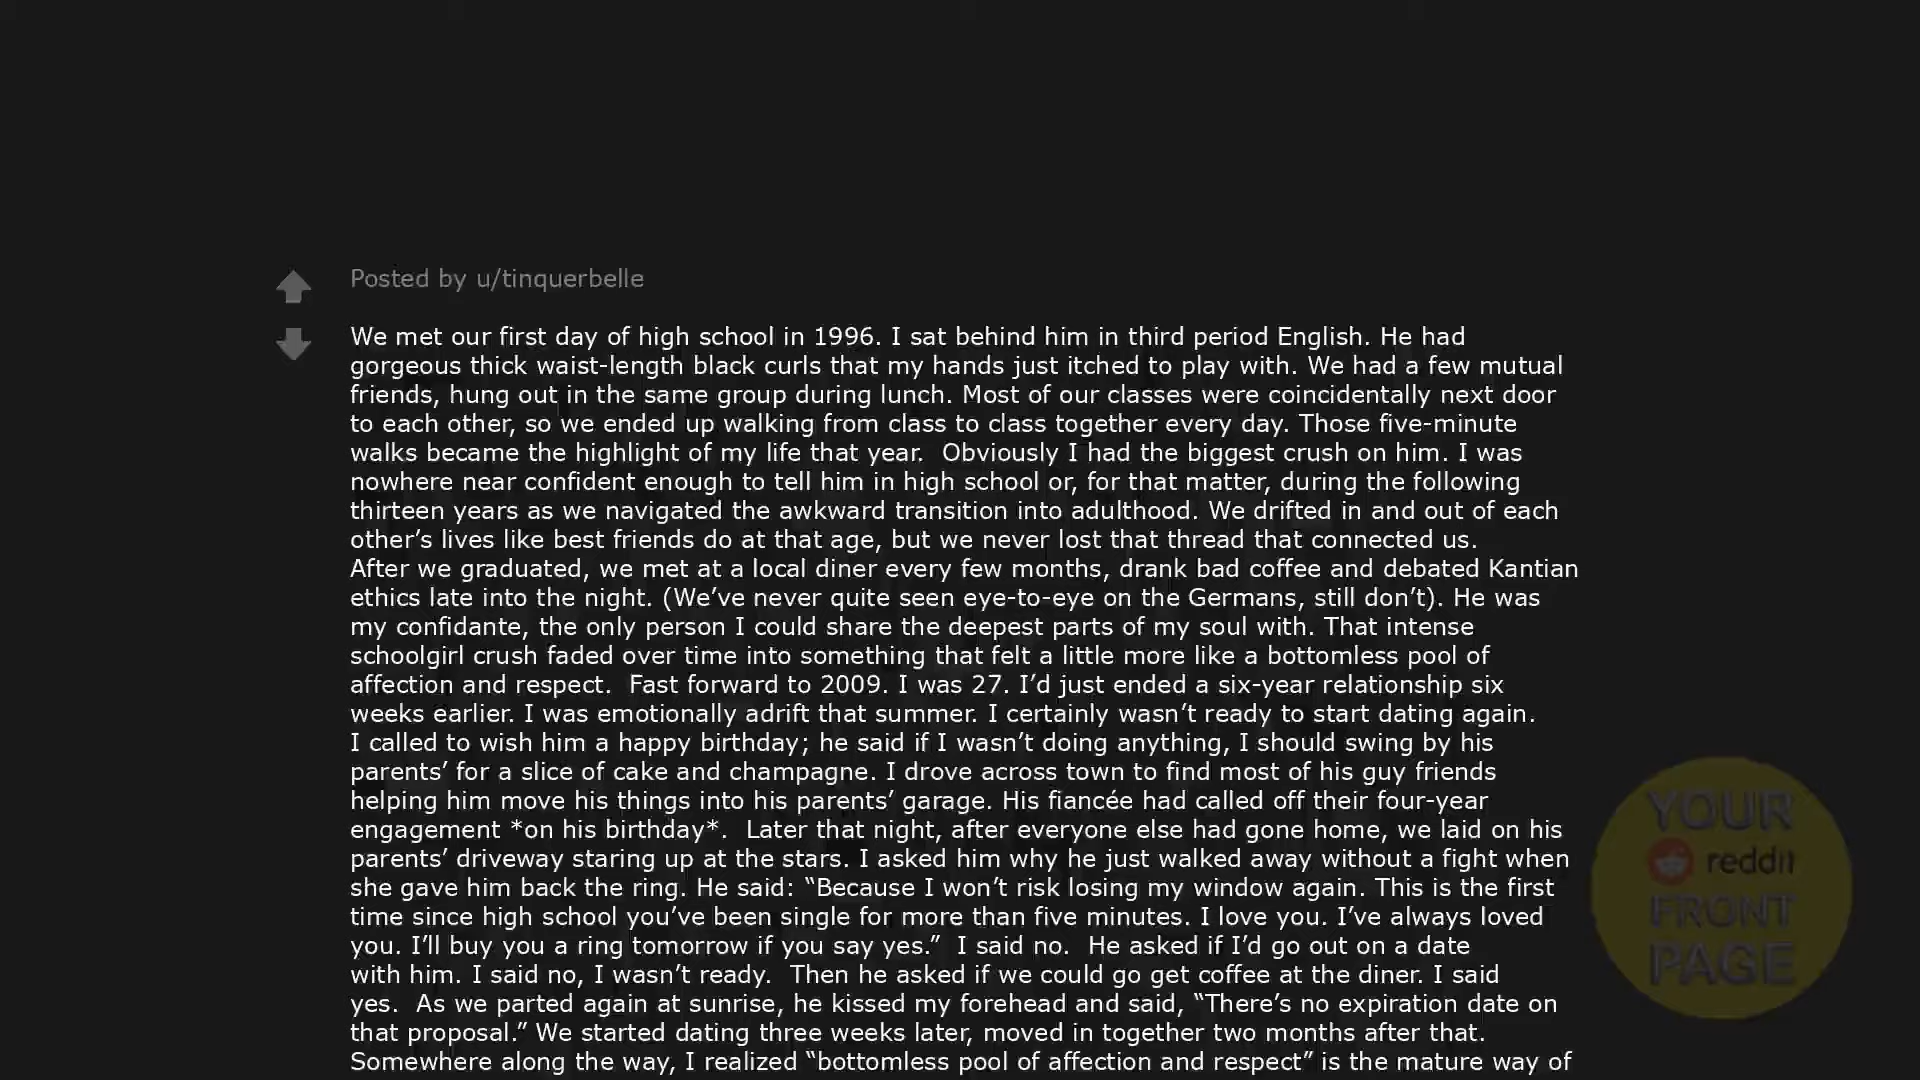 Posted by u/tinquerbelle
We met our first day of high school in 1996. I sat behind him in third period English. He had
gorgeous thick waist-length black curls that my hands just itched to play with. We had a few mutual
friends, hung out in the same group during lunch. Most of our classes were coincidentally next door
to each other, so we ended up walking from class to class together every day. Those five-minute
walks became the highlight of my life that year.  Obviously I had the biggest crush on him. I was
nowhere near confident enough to tell him in high school or, for that matter, during the following
thirteen years as we navigated the awkward transition into adulthood. We drifted in and out of each
other’s lives like best friends do at that age, but we never lost that thread that connected us.
After we graduated, we met at a local diner every few months, drank bad coffee and debated Kantian
ethics late into the night. (We’ve never quite seen eye-to-eye on the Germans, still don’t). He was
my confidante, the only person I could share the deepest parts of my soul with. That intense
schoolgirl crush faded over time into something that felt a little more like a bottomless pool of
affection and respect.  Fast forward to 2009. I was 27. I’d just ended a six-year relationship six
weeks earlier. I was emotionally adrift that summer. I certainly wasn’t ready to start dating again.
I called to wish him a happy birthday; he said if I wasn’t doing anything, I should swing by his
parents’ for a slice of cake and champagne. I drove across town to find most of his guy friends
helping him move his things into his parents’ garage. His fiancée had called off their four-year
engagement *on his birthday*.  Later that night, after everyone else had gone home, we laid on his
parents’ driveway staring up at the stars. I asked him why he just walked away without a fight when
she gave him back the ring. He said: “Because I won’t risk losing my window again. This is the first
time since high school you’ve been single for more than five minutes. I love you. I’ve always loved
you. I’ll buy you a ring tomorrow if you say yes.”  I said no.  He asked if I’d go out on a date
with him. I said no, I wasn’t ready.  Then he asked if we could go get coffee at the diner. I said
yes.  As we parted again at sunrise, he kissed my forehead and said, “There’s no expiration date on
that proposal.” We started dating three weeks later, moved in together two months after that.
Somewhere along the way, I realized “bottomless pool of affection and respect” is the mature way of
YOUR
reddit
FRONT
PAGE